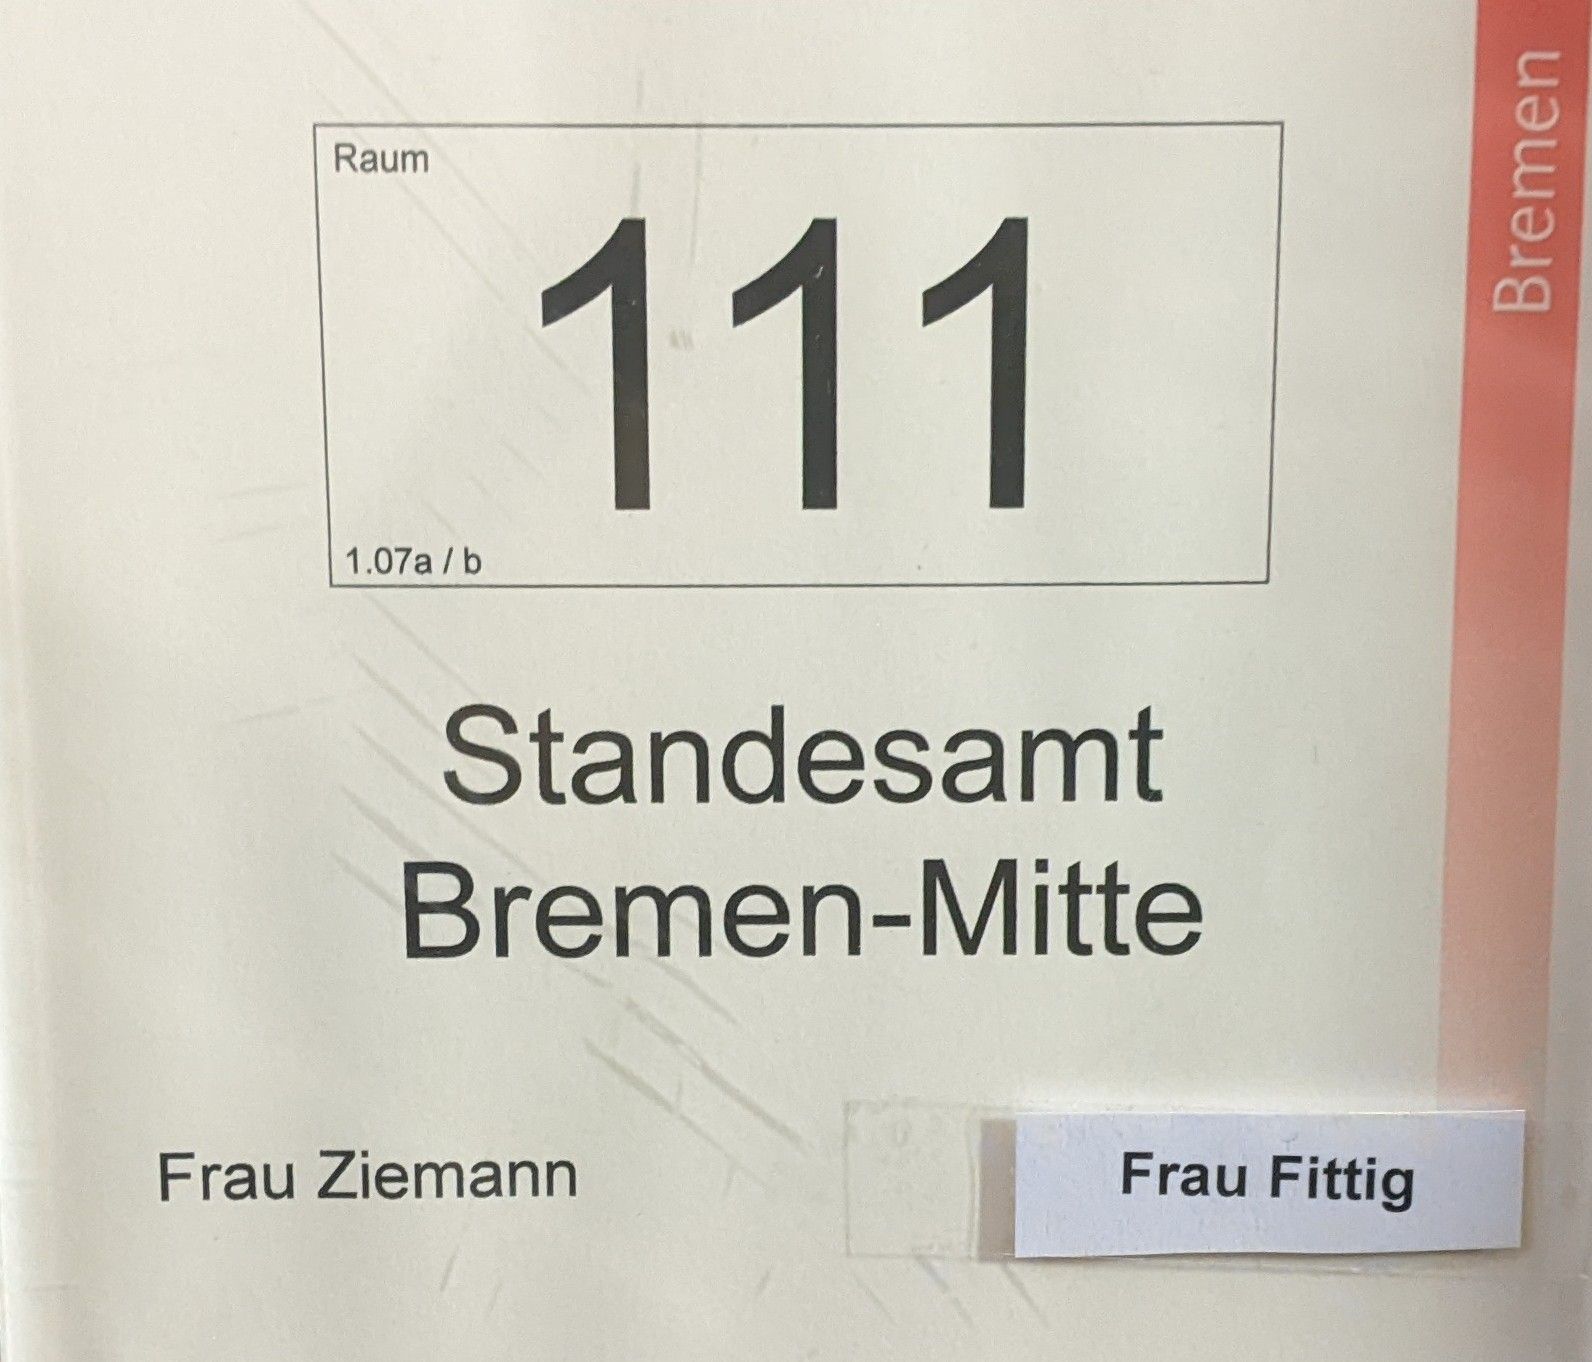 Raum
111
1.07a / b
Standesamt
Bremen-Mitte
Frau Ziemann
Frau Fittig
Bremen